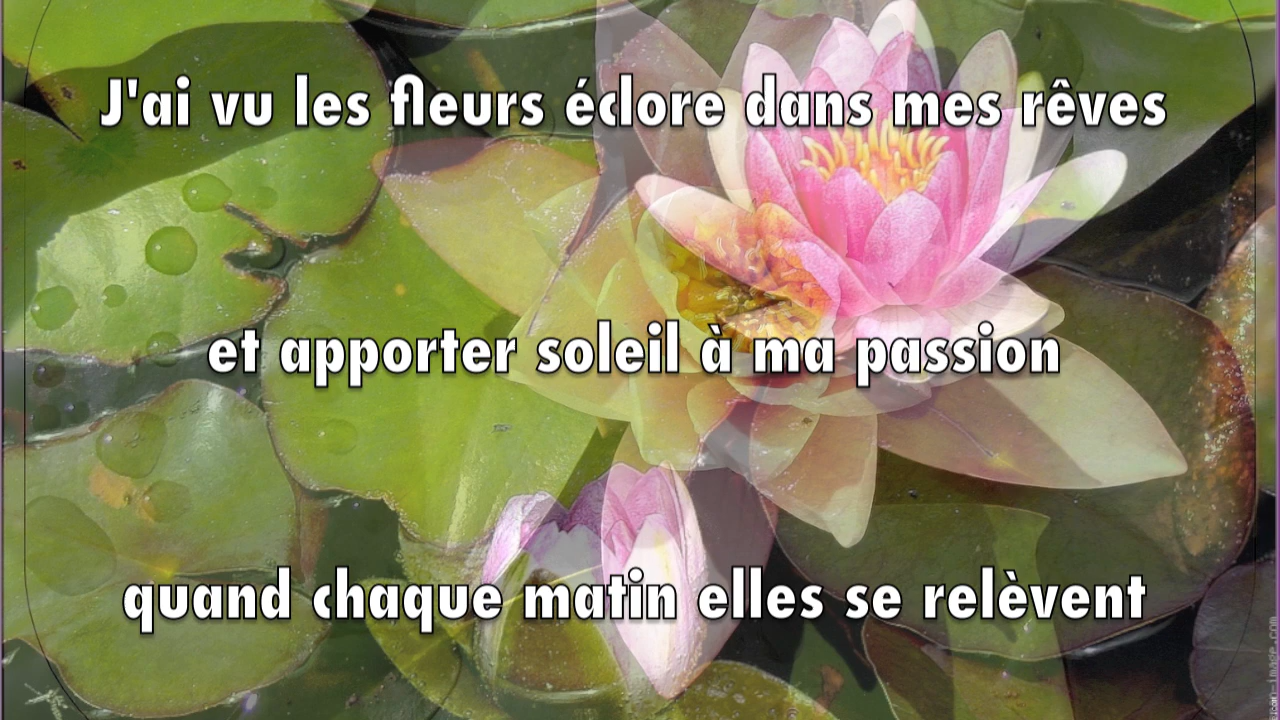 J'ai vu les fleurs éclore dans mes rêves
et apporter soleil à ma passion
quand chaque matin elles se relèvent